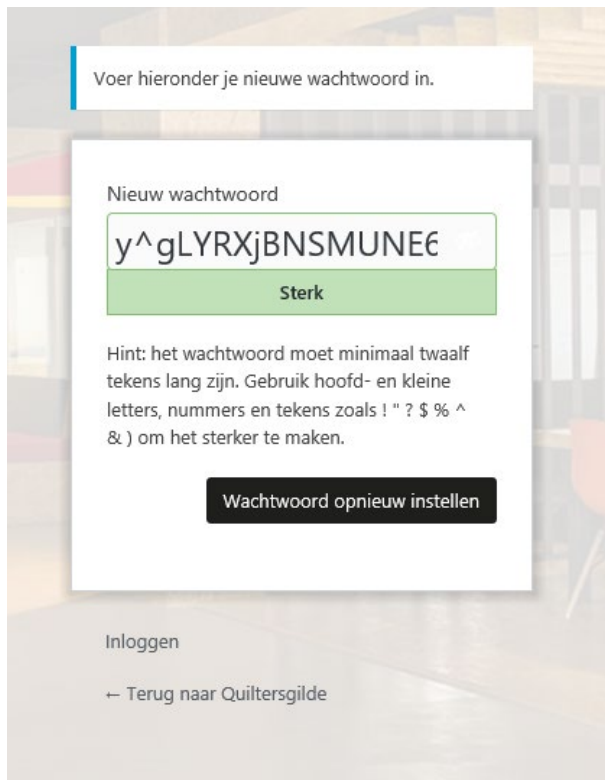 Voer hieronder je nieuwe wachtwoord in.
Nieuw wachtwoord
y^gLYRXjBNSMUNE6
Sterk
Hint: het wachtwoord moet minimaal twaalf
tekens lang zijn. Gebruik hoofd- en kleine
letters, nummers en tekens zoals ! " ? $ % ^
& ) om het sterker te maken.
Wachtwoord opnieuw instellen
Inloggen
← Terug naar Quiltersgilde